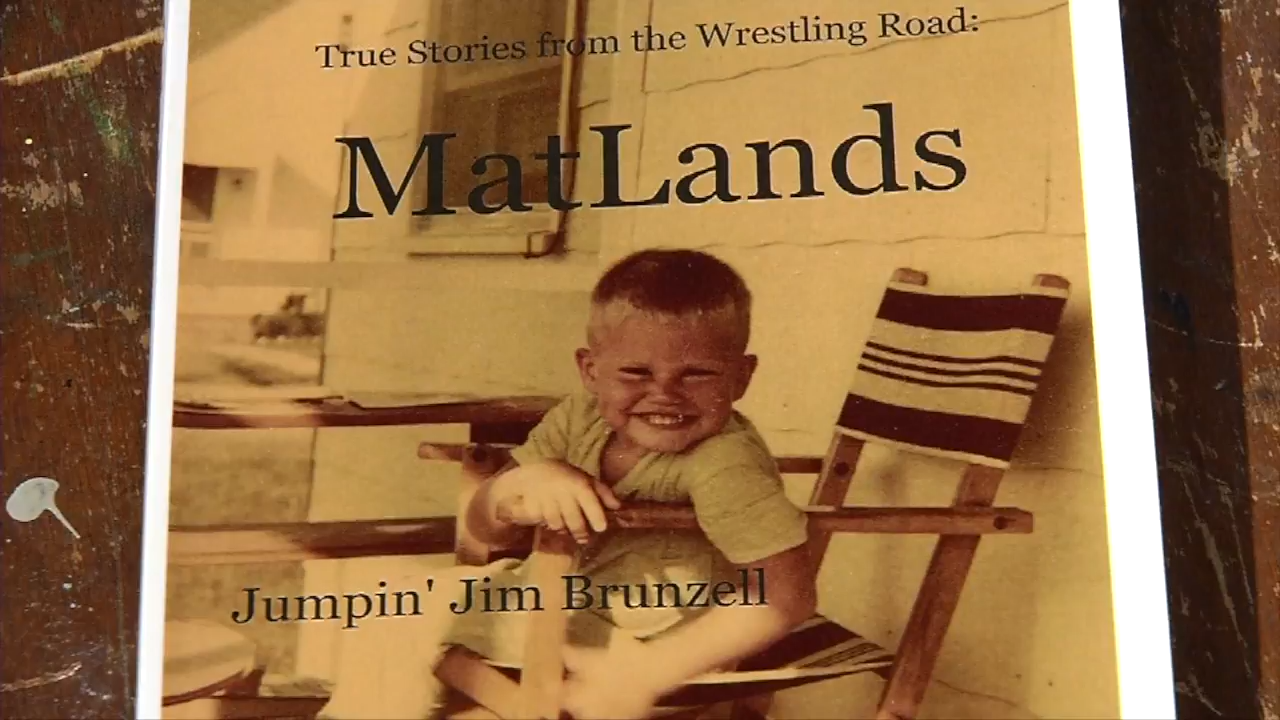 True Stories from the Wrestling Road:
MatLands
Jumpin' Jim Brunzell